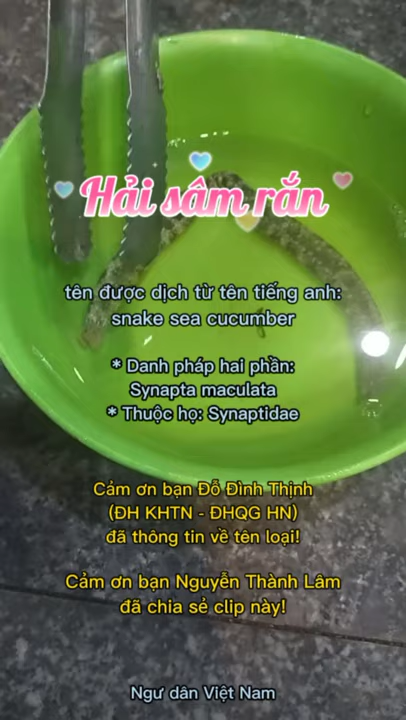 Hải sâm rắn
tên được dịch từ tên tiếng anh:
snake sea cucumber
* Danh pháp hai phần:
Synapta maculata
* Thuộc họ: Synaptidae
Cảm ơn bạn Đỗ Đình Thịnh
(ĐH KHTN - ĐHQG HN)
đã thông tin về tên loại!
Cảm ơn bạn Nguyễn Thành Lâm
đã chia sẻ clip này!
Ngư dân Việt Nam